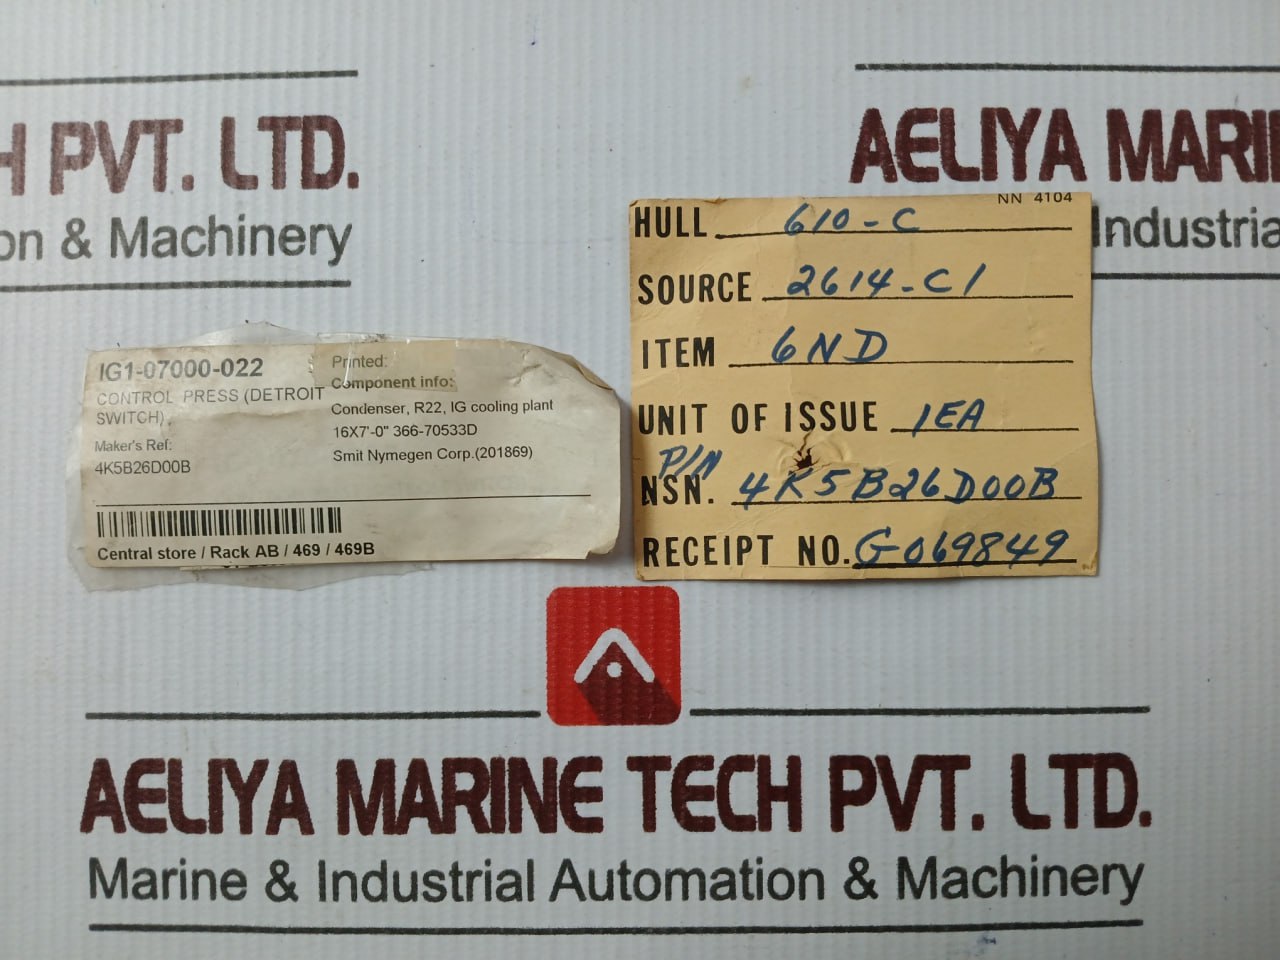 H PVT. LTD.
on & Machinery
AELIYA MARI
Industria
IG1-07000-022
CONTROL PRESS (DETROIT
SWITCH)
Maker's Ref:
4K5B26D00B
Printed:
Component info:
Condenser, R22, IG cooling plant
16X7'-0" 366-70533D
Smit Nymegen Corp.(201869)
Central store / Rack AB / 469 / 469B
NN 4104
HULL 610-C
SOURCE 2614-C1
ITEM 6ND
UNIT OF ISSUE 1EA
P/N
NSN. 4K5B26D00B
RECEIPT NO. G069849
AELIYA MARINE TECH PVT. LTD.
Marine & Industrial Automation & Machinery